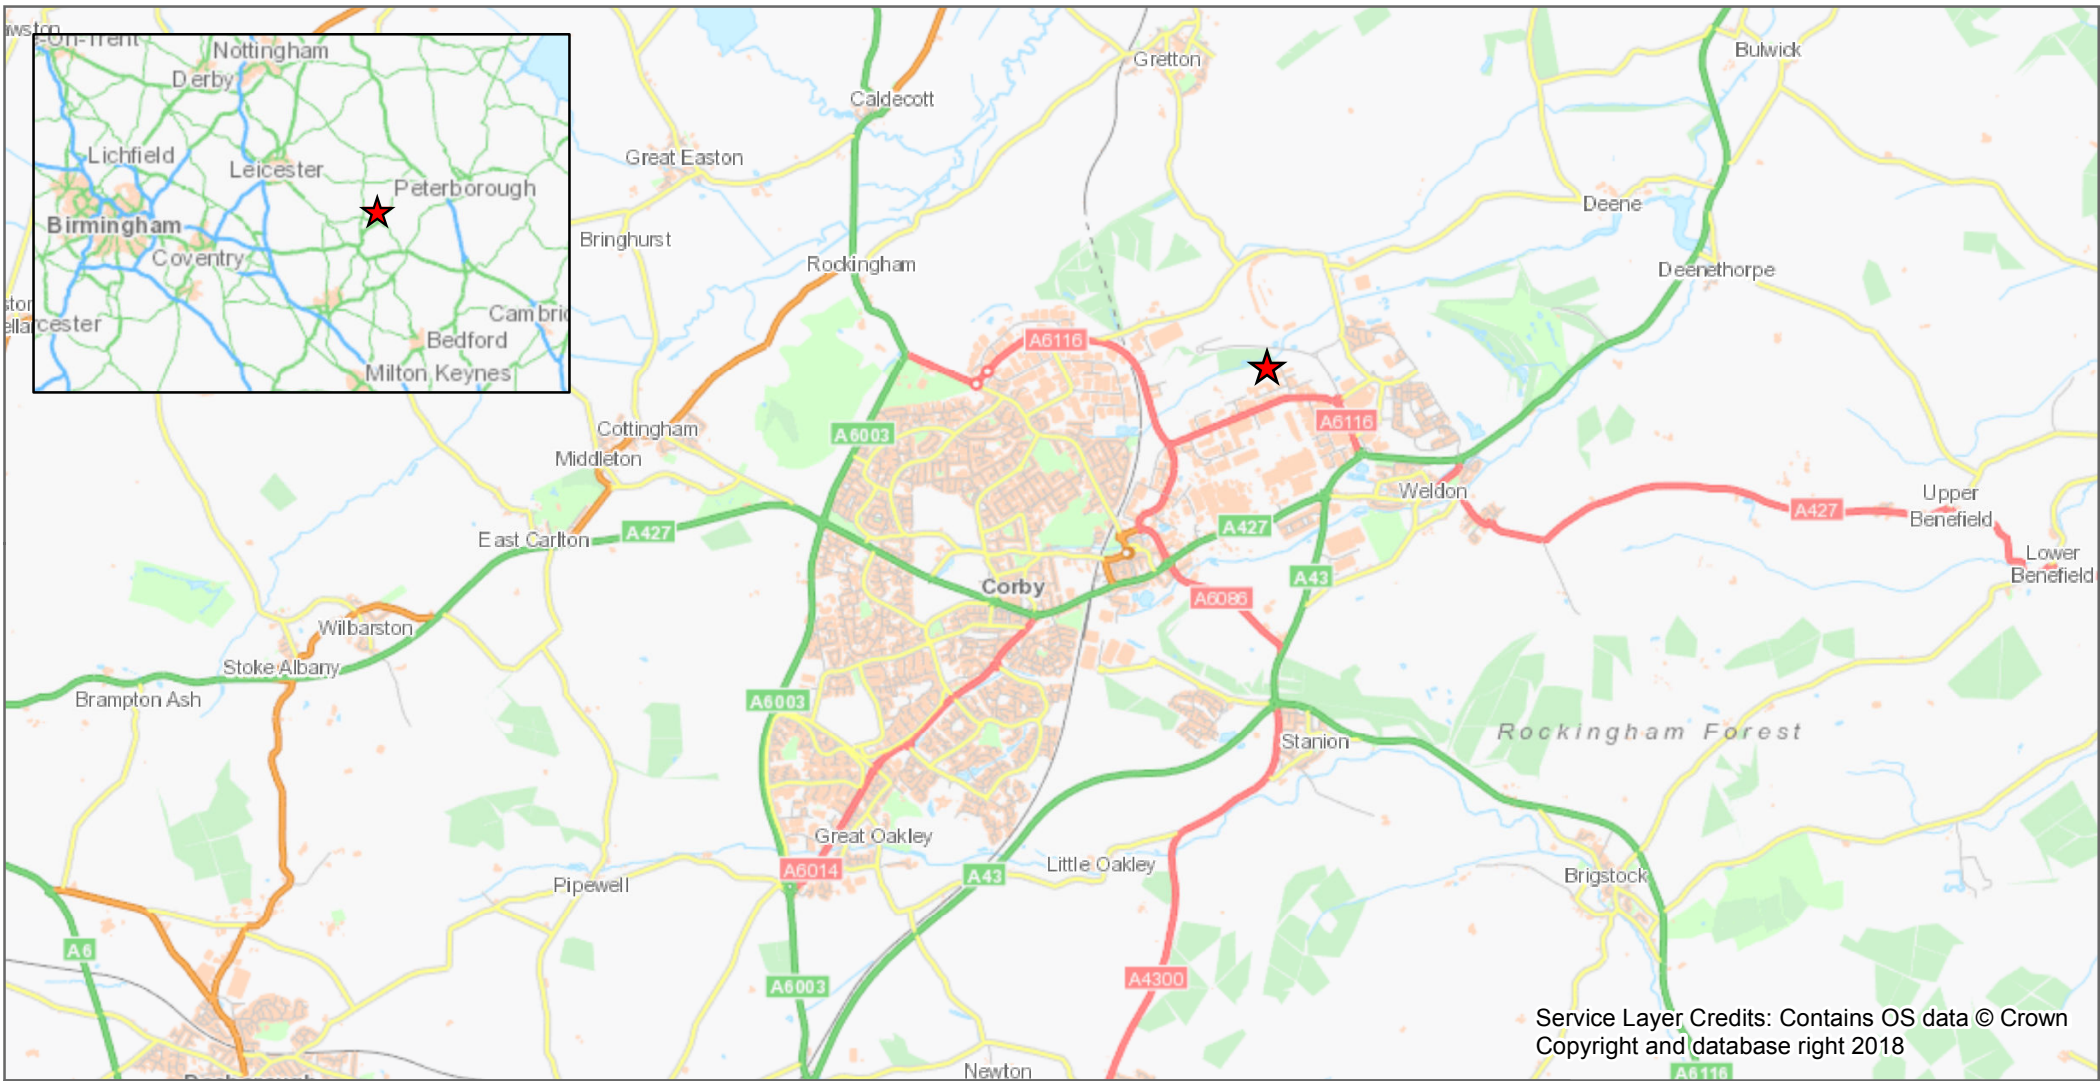 Nottingham
Derby
Lichfield
Leicester
Peterborough
Birmingham
Coventry
Bedford
Milton Keynes
Gretton
Bulwick
Caldecott
Great Easton
Deene
Bringhurst
Rockingham
Deenethorpe
A6116
A6116
Cottingham
A6003
Middleton
Weldon
Upper
Benefield
A427
A427
A427
East Carlton
Lower
Benefield
Corby
A43
A6086
Wilbarston
Stoke Albany
Brampton Ash
A6003
Stanion
Rockingham Forest
Great Oakley
A6014
Little Oakley
A43
Pipewell
Brigstock
A6
A6003
A4300
Service Layer Credits: Contains OS data © Crown
Copyright and database right 2018
Newton
A6116